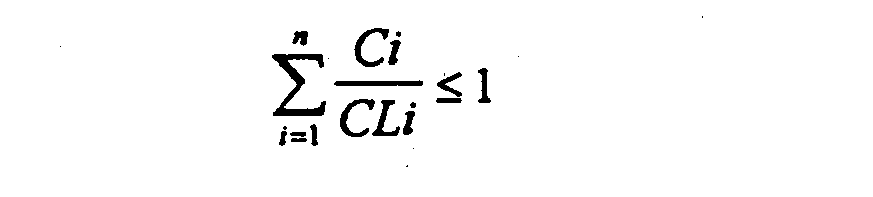 n
∑ Ci/CLi ≤ 1
i=1